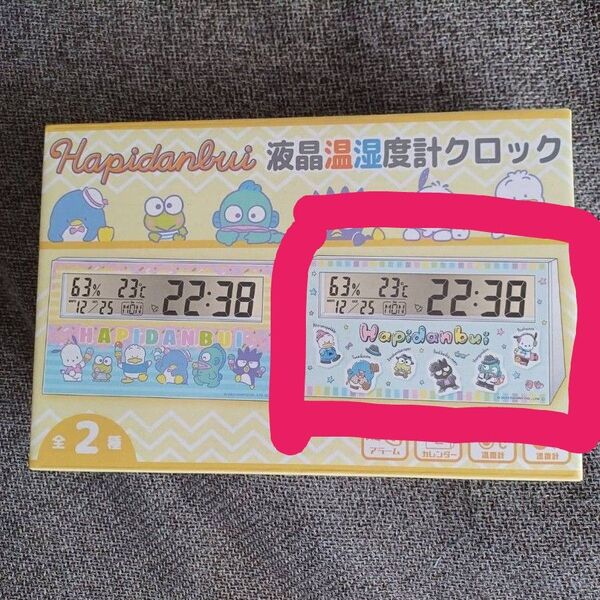 Hapidanbui 液晶温湿度計クロック
63% 23℃ 22:38
12/25 MON
HAPIDANBUI
63% 23℃ 22:38
12/25 MON
Hapidanbui
全2種
アラーム カレンダー 温度計 湿度計